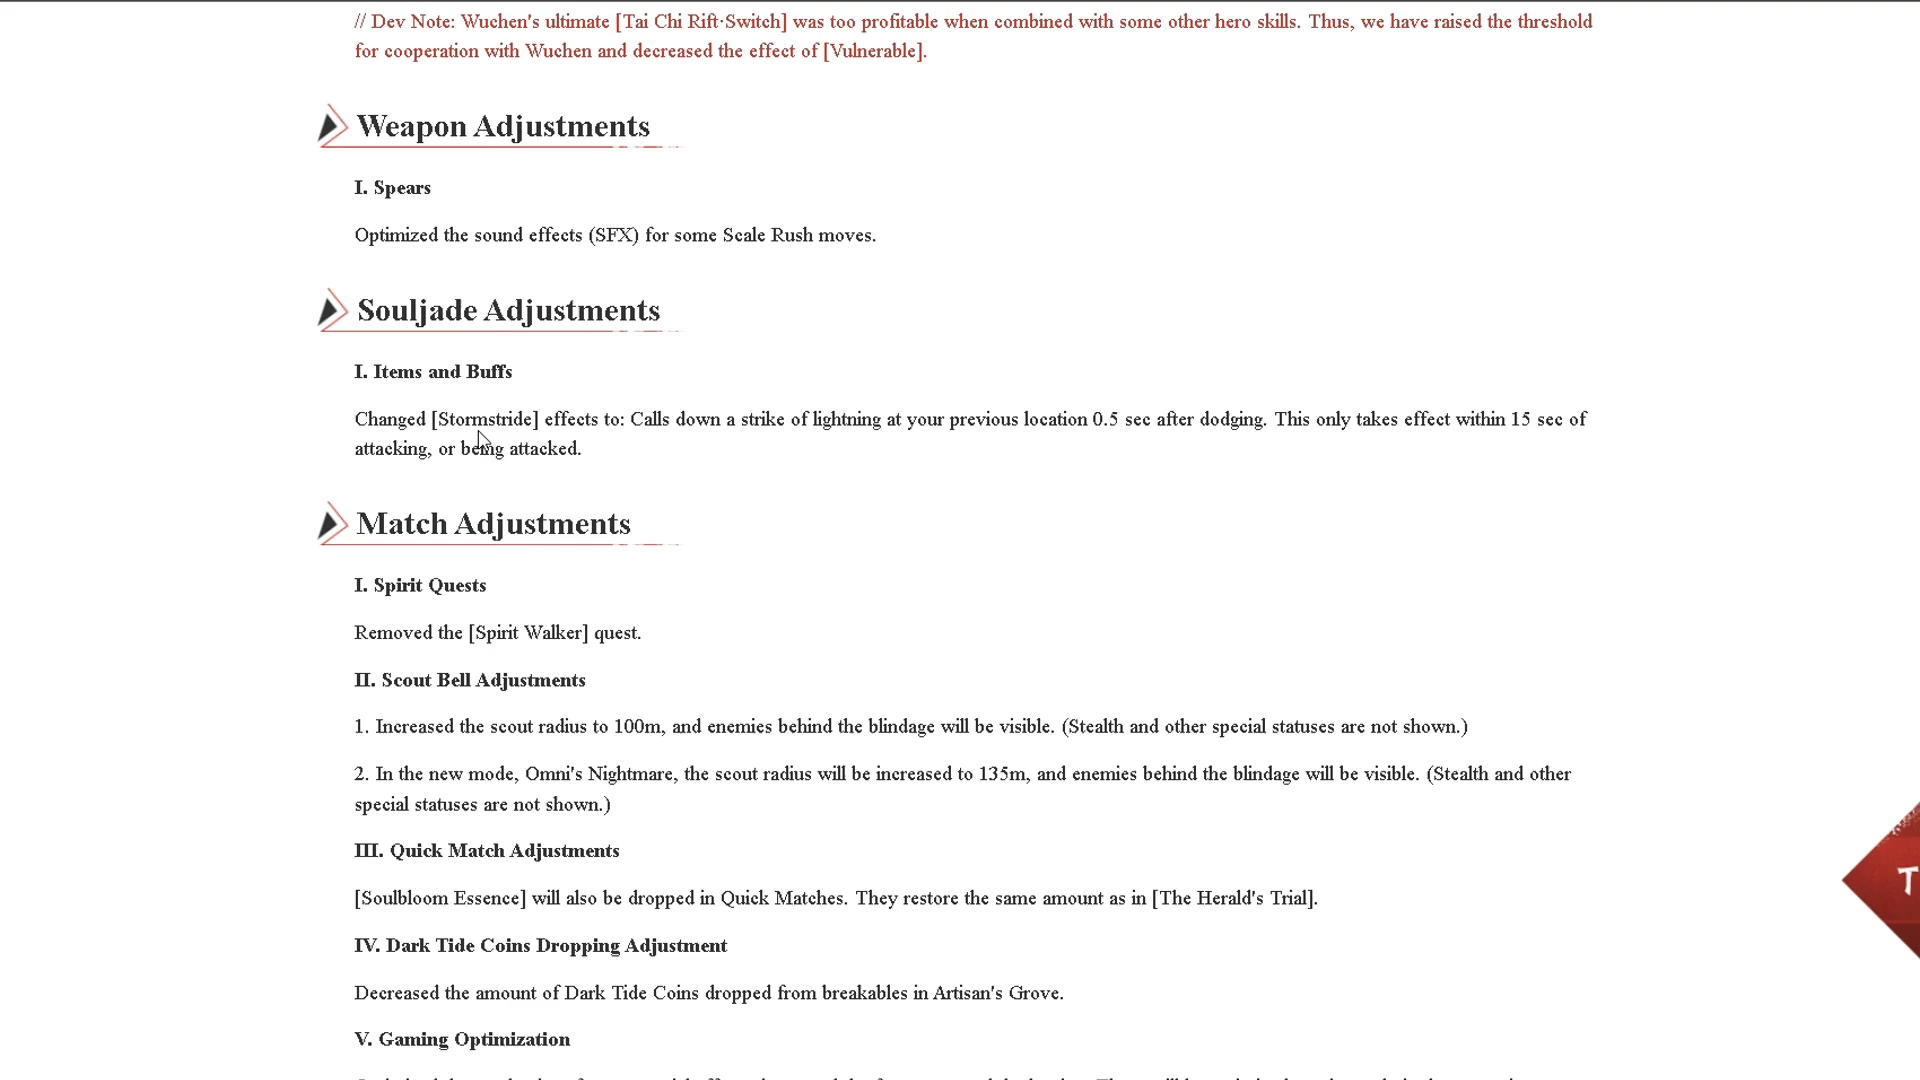 // Dev Note: Wuchen's ultimate [Tai Chi Rift·Switch] was too profitable when combined with some other hero skills. Thus, we have raised the threshold
for cooperation with Wuchen and decreased the effect of [Vulnerable].
Weapon Adjustments
I. Spears
Optimized the sound effects (SFX) for some Scale Rush moves.
Souljade Adjustments
I. Items and Buffs
Changed [Stormstride] effects to: Calls down a strike of lightning at your previous location 0.5 sec after dodging. This only takes effect within 15 sec of
attacking, or being attacked.
Match Adjustments
I. Spirit Quests
Removed the [Spirit Walker] quest.
II. Scout Bell Adjustments
1. Increased the scout radius to 100m, and enemies behind the blindage will be visible. (Stealth and other special statuses are not shown.)
2. In the new mode, Omni's Nightmare, the scout radius will be increased to 135m, and enemies behind the blindage will be visible. (Stealth and other
special statuses are not shown.)
III. Quick Match Adjustments
[Soulbloom Essence] will also be dropped in Quick Matches. They restore the same amount as in [The Herald's Trial].
IV. Dark Tide Coins Dropping Adjustment
Decreased the amount of Dark Tide Coins dropped from breakables in Artisan's Grove.
V. Gaming Optimization
T